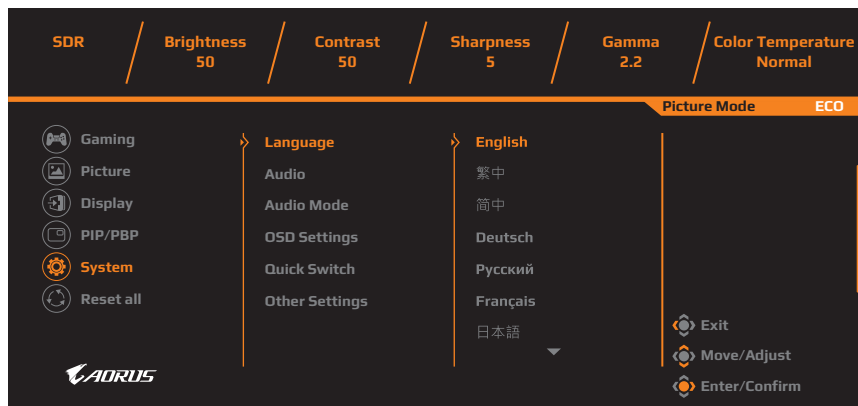 SDR
Brightness
50
Contrast
50
Sharpness
5
Gamma
2.2
Color Temperature
Normal
Picture Mode ECO
Gaming
Picture
Display
PIP/PBP
System
Reset all
Language
Audio
Audio Mode
OSD Settings
Quick Switch
Other Settings
English
繁中
简中
Deutsch
Русский
Français
日本語
Exit
Move/Adjust
Enter/Confirm
AORUS